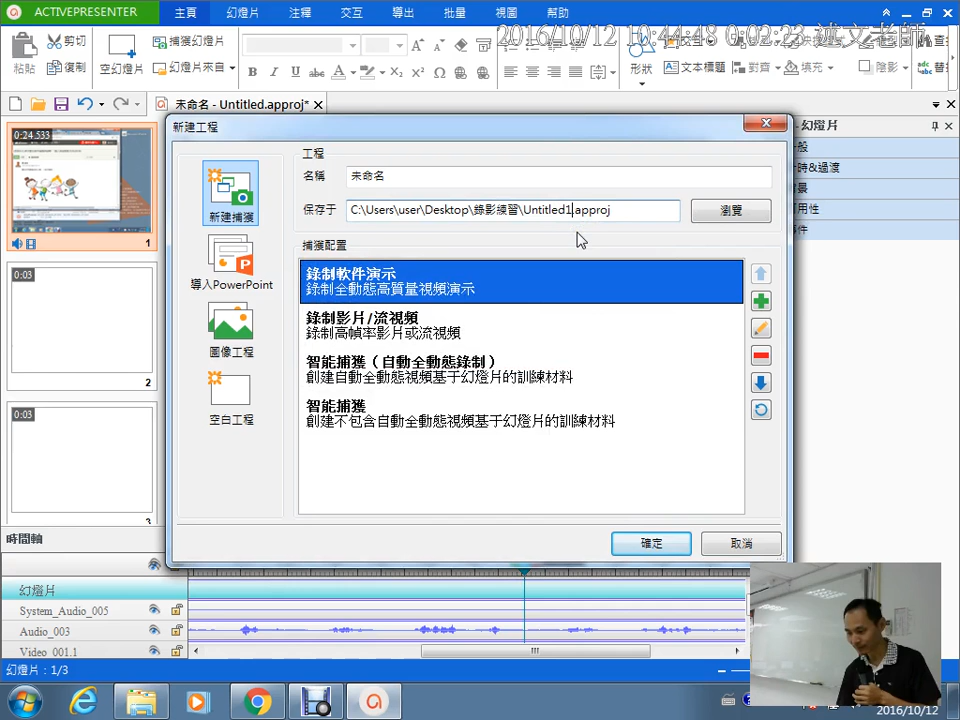 ACTIVEPRESENTER
主頁 幻燈片 注釋 交互 導出 批量 視圖 幫助
2016/10/12 10:44:48 0:02:23
粘貼 剪切 復制
空幻燈片 捕獲幻燈片 幻燈片來自
B I U abc
形狀 文本標題 對齊 填充 陰影
未命名 - Untitled.approj*
新建工程
新建捕獲
導入PowerPoint
圖像工程
空白工程
工程
名稱 未命名
保存于 C:\Users\user\Desktop\錄影練習\Untitled1.approj 瀏覽
捕獲配置
錄制軟件演示
錄制全動態高質量視頻演示
錄制影片/流視頻
錄制高幀率影片或流視頻
智能捕獲（自動全動態錄制）
創建自動全動態視頻基于幻燈片的訓練材料
智能捕獲
創建不包含自動全動態視頻基于幻燈片的訓練材料
確定 取消
0:24.533
1
0:03
2
0:03
3
- 幻燈片
時&過渡
時間軸
幻燈片
System_Audio_005
Audio_003
Video_001.1
幻燈片：1/3
2016/10/12